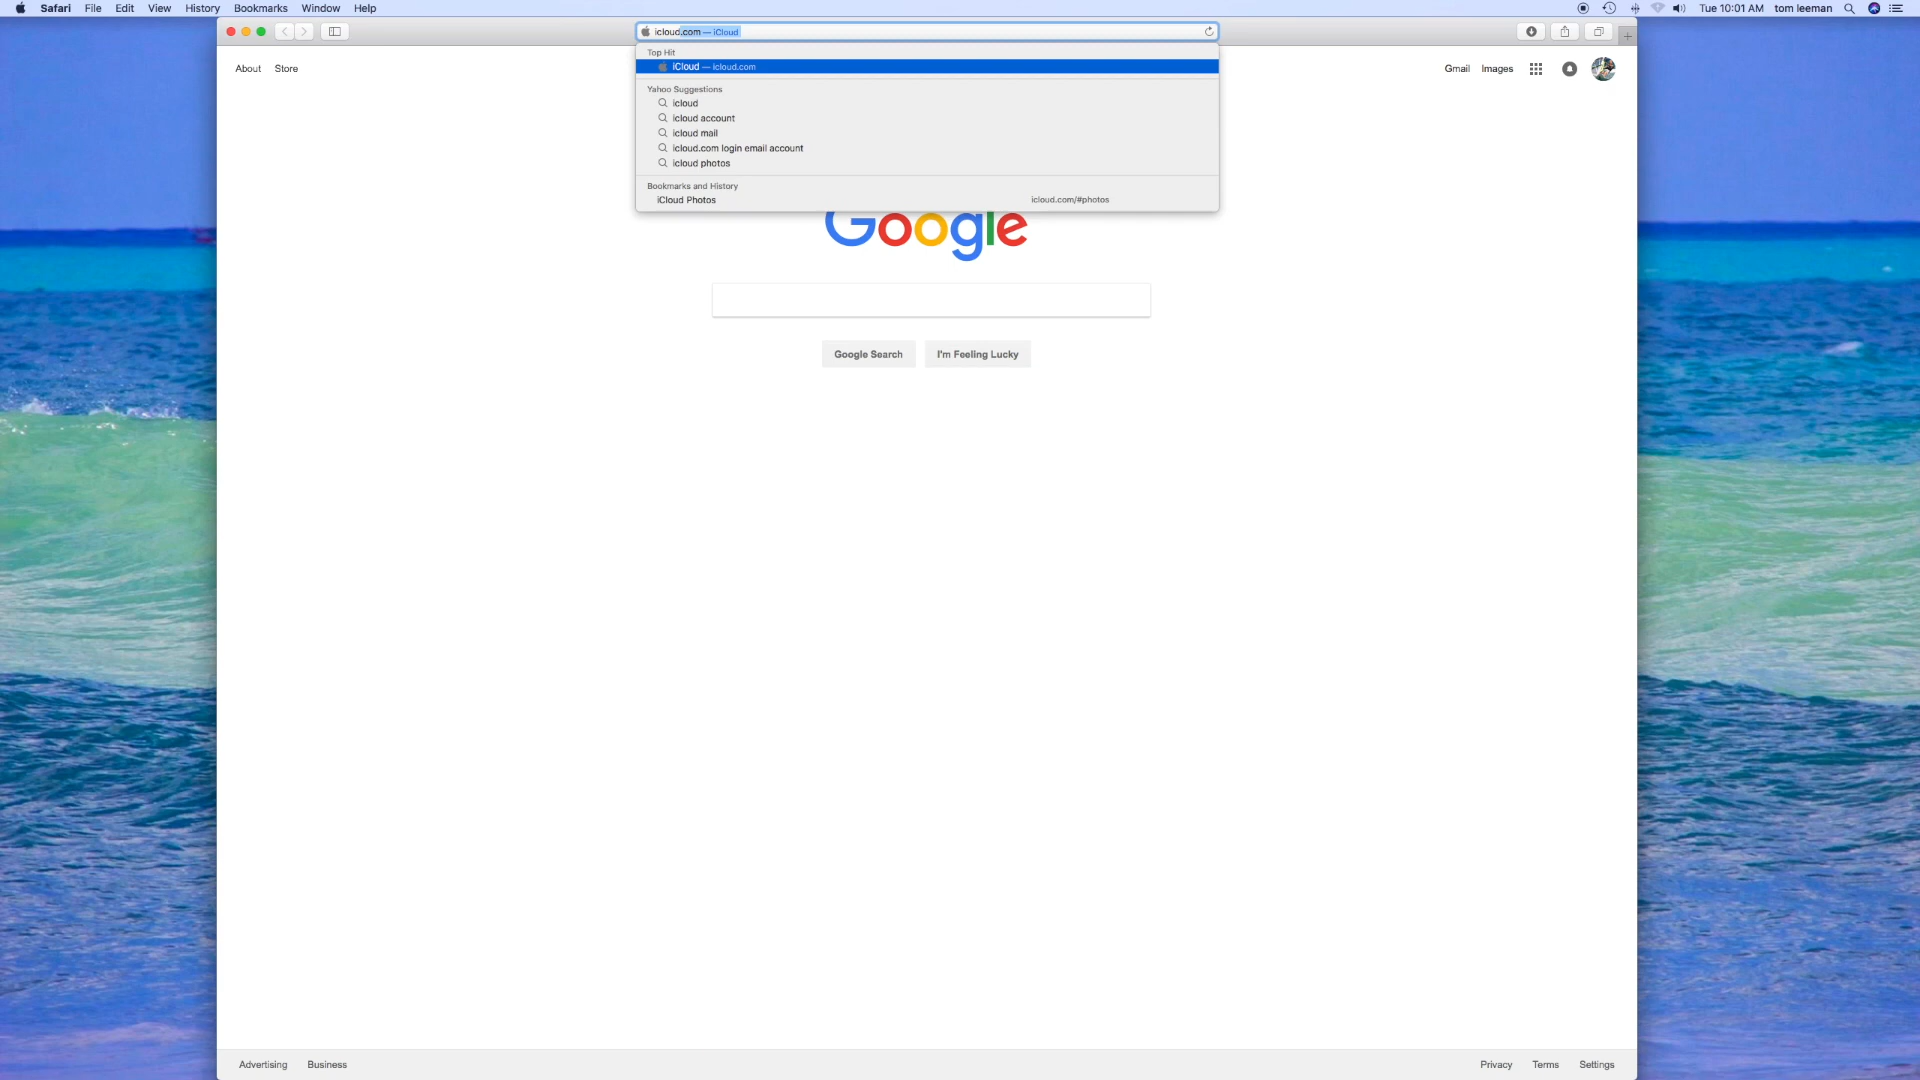 Safari File Edit View History Bookmarks Window Help Tue 10:01 AM tom leeman
icloud.com — iCloud
Top Hit
iCloud — icloud.com
About Store Gmail Images
Yahoo Suggestions
icloud
icloud account
icloud mail
icloud.com login email account
icloud photos
Bookmarks and History
iCloud Photos icloud.com/#photos
Google
Google Search I'm Feeling Lucky
Advertising Business Privacy Terms Settings